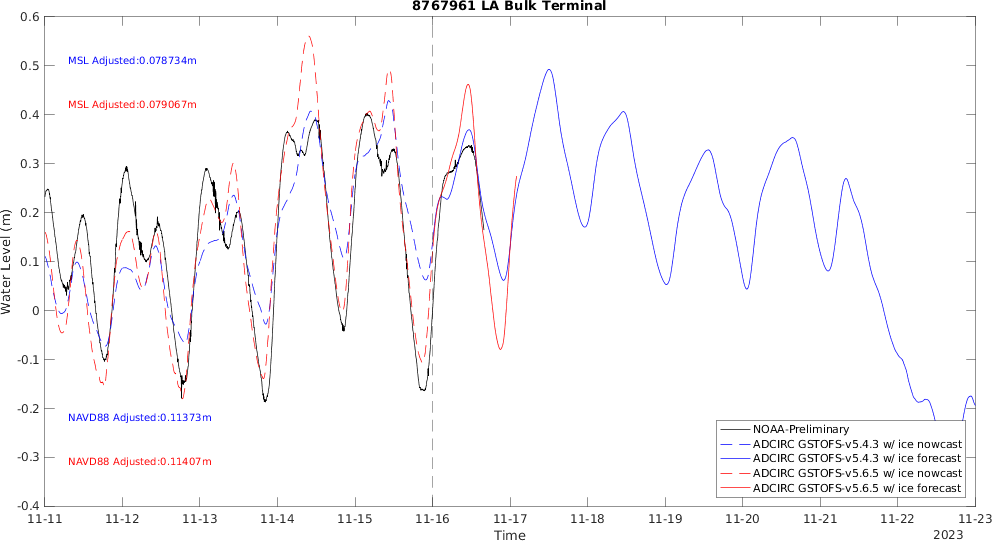 8767961 LA Bulk Terminal
0.6
0.5
0.4
0.3
0.2
0.1
0
-0.1
-0.2
-0.3
-0.4
Water Level (m)
MSL Adjusted:0.078734m
MSL Adjusted:0.079067m
NAVD88 Adjusted:0.11373m
NAVD88 Adjusted:0.11407m
NOAA-Preliminary
ADCIRC GSTOFS-v5.4.3 w/ ice nowcast
ADCIRC GSTOFS-v5.4.3 w/ ice forecast
ADCIRC GSTOFS-v5.6.5 w/ ice nowcast
ADCIRC GSTOFS-v5.6.5 w/ ice forecast
11-11 11-12 11-13 11-14 11-15 11-16 11-17 11-18 11-19 11-20 11-21 11-22 11-23
Time
2023